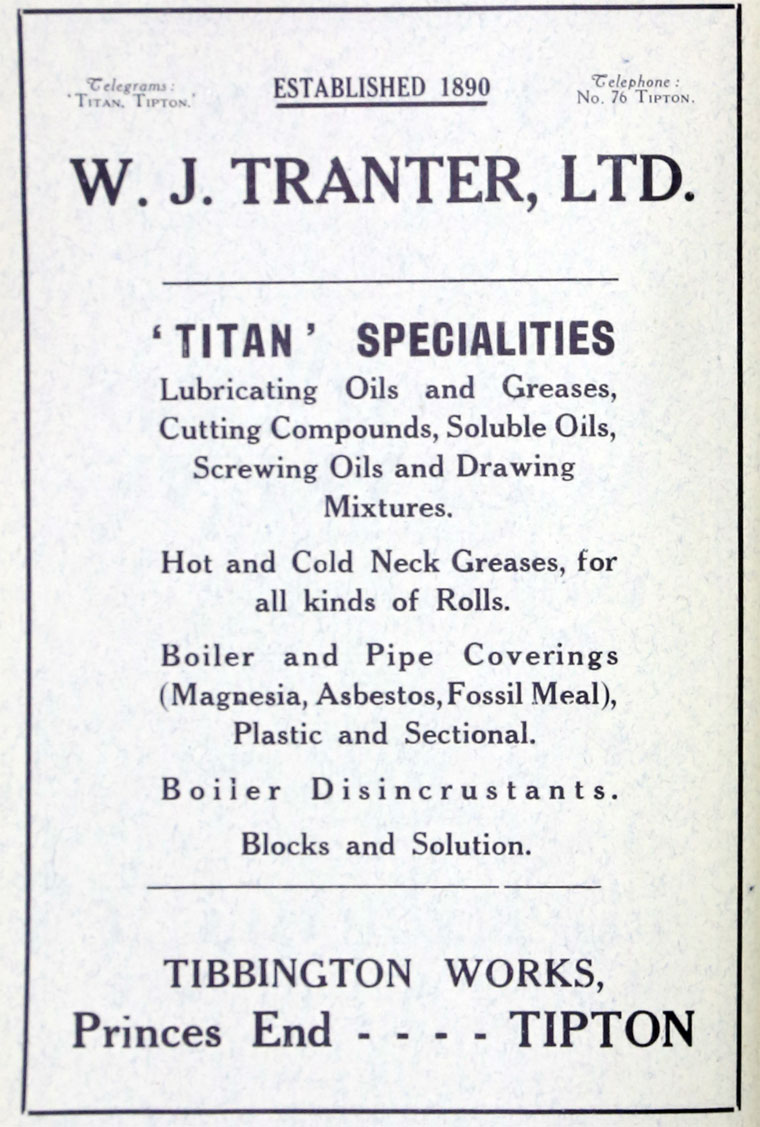 Telegrams:
'TITAN, TIPTON.'
ESTABLISHED 1890
Telephone:
No. 76 TIPTON.
W. J. TRANTER, LTD.
'TITAN' SPECIALITIES
Lubricating Oils and Greases,
Cutting Compounds, Soluble Oils,
Screwing Oils and Drawing
Mixtures.
Hot and Cold Neck Greases, for
all kinds of Rolls.
Boiler and Pipe Coverings
(Magnesia, Asbestos, Fossil Meal),
Plastic and Sectional.
Boiler Disincrustants.
Blocks and Solution.
TIBBINGTON WORKS,
Princes End - - - - TIPTON